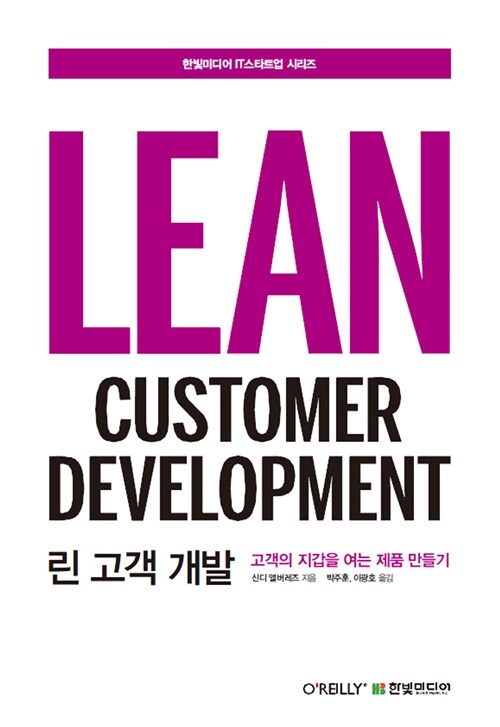 한빛미디어 IT스타트업 시리즈
LEAN
CUSTOMER
DEVELOPMENT
린 고객 개발 고객의 지갑을 여는 제품 만들기
신디 앨버레즈 지음 박주훈, 이광호 옮김
O'REILLY® 한빛미디어